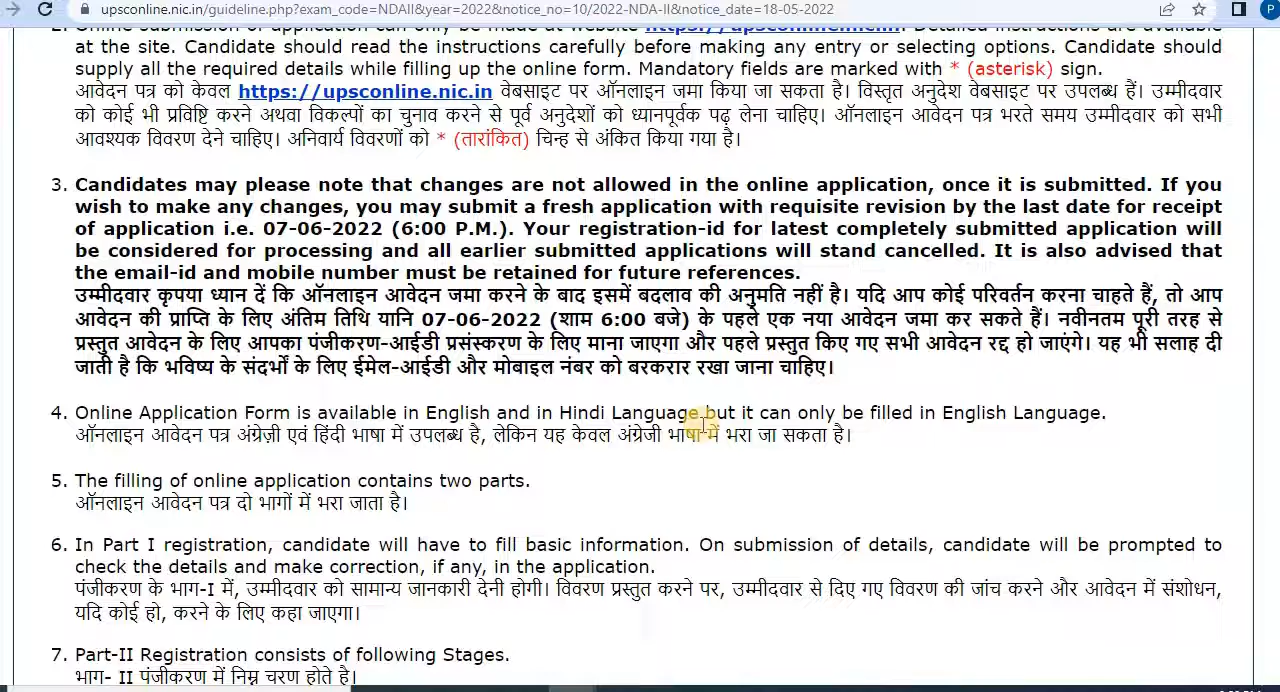 upsconline.nic.in/guideline.php?exam_code=NDAII&year=2022&notice_no=10/2022-NDA-II&notice_date=18-05-2022
P
2. Online submission of application can only be made at website https://upsconline.nic.in. Detailed instructions are available
at the site. Candidate should read the instructions carefully before making any entry or selecting options. Candidate should
supply all the required details while filling up the online form. Mandatory fields are marked with * (asterisk) sign.
आवेदन पत्र को केवल https://upsconline.nic.in वेबसाइट पर ऑनलाइन जमा किया जा सकता है। विस्तृत अनुदेश वेबसाइट पर उपलब्ध हैं। उम्मीदवार
को कोई भी प्रविष्टि करने अथवा विकल्पों का चुनाव करने से पूर्व अनुदेशों को ध्यानपूर्वक पढ़ लेना चाहिए। ऑनलाइन आवेदन पत्र भरते समय उम्मीदवार को सभी
आवश्यक विवरण देने चाहिए। अनिवार्य विवरणों को * (तारांकित) चिन्ह से अंकित किया गया है।
3. Candidates may please note that changes are not allowed in the online application, once it is submitted. If you
wish to make any changes, you may submit a fresh application with requisite revision by the last date for receipt
of application i.e. 07-06-2022 (6:00 P.M.). Your registration-id for latest completely submitted application will
be considered for processing and all earlier submitted applications will stand cancelled. It is also advised that
the email-id and mobile number must be retained for future references.
उम्मीदवार कृपया ध्यान दें कि ऑनलाइन आवेदन जमा करने के बाद इसमें बदलाव की अनुमति नहीं है। यदि आप कोई परिवर्तन करना चाहते हैं, तो आप
आवेदन की प्राप्ति के लिए अंतिम तिथि यानि 07-06-2022 (शाम 6:00 बजे) के पहले एक नया आवेदन जमा कर सकते हैं। नवीनतम पूरी तरह से
प्रस्तुत आवेदन के लिए आपका पंजीकरण-आईडी प्रसंस्करण के लिए माना जाएगा और पहले प्रस्तुत किए गए सभी आवेदन रद्द हो जाएंगे। यह भी सलाह दी
जाती है कि भविष्य के संदर्भों के लिए ईमेल-आईडी और मोबाइल नंबर को बरकरार रखा जाना चाहिए।
4. Online Application Form is available in English and in Hindi Language but it can only be filled in English Language.
ऑनलाइन आवेदन पत्र अंग्रेज़ी एवं हिंदी भाषा में उपलब्ध है, लेकिन यह केवल अंग्रेजी भाषा में भरा जा सकता है।
5. The filling of online application contains two parts.
ऑनलाइन आवेदन पत्र दो भागों में भरा जाता है।
6. In Part I registration, candidate will have to fill basic information. On submission of details, candidate will be prompted to
check the details and make correction, if any, in the application.
पंजीकरण के भाग-I में, उम्मीदवार को सामान्य जानकारी देनी होगी। विवरण प्रस्तुत करने पर, उम्मीदवार से दिए गए विवरण की जांच करने और आवेदन में संशोधन,
यदि कोई हो, करने के लिए कहा जाएगा।
7. Part-II Registration consists of following Stages.
भाग- II पंजीकरण में निम्न चरण होते है।